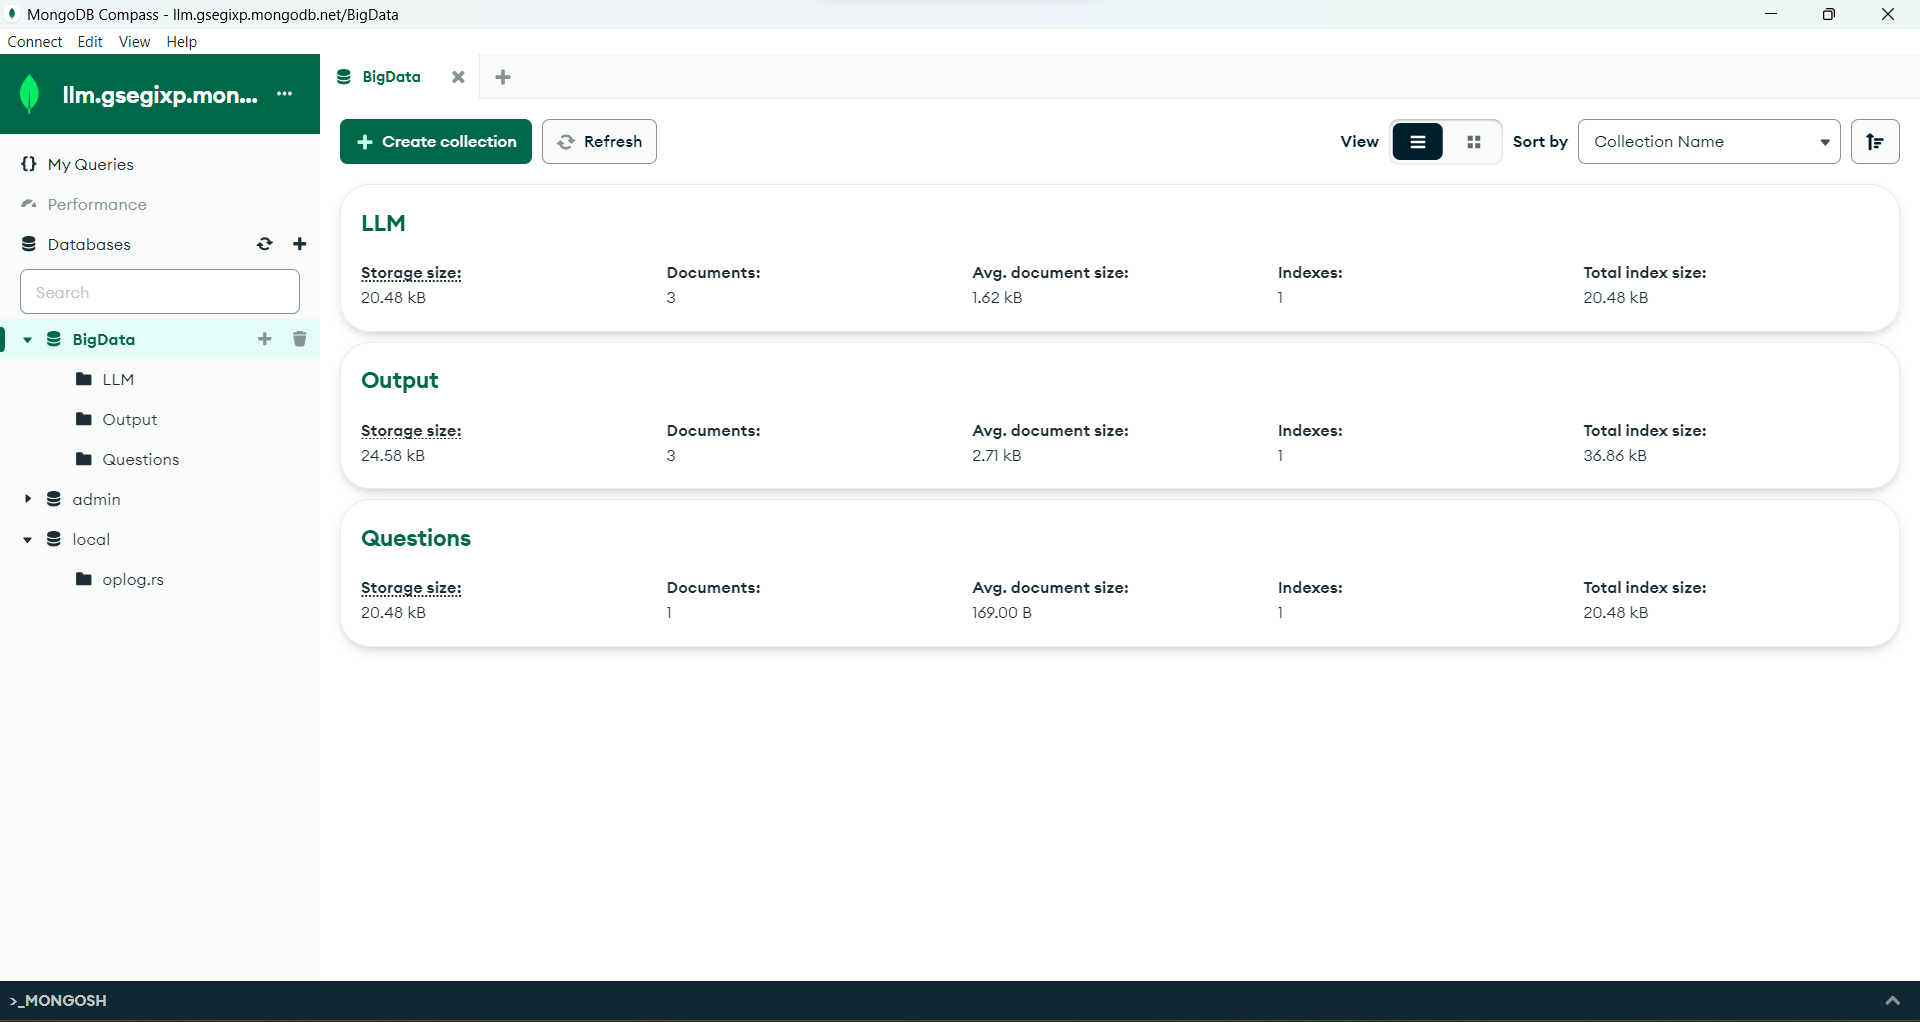 MongoDB Compass - llm.gsegixp.mongodb.net/BigData
Connect Edit View Help
llm.gsegixp.mon... ...
BigData
{} My Queries
Performance
Databases
Search
BigData
LLM
Output
Questions
admin
local
oplog.rs
Create collection Refresh View Sort by Collection Name
LLM
Storage size: Documents: Avg. document size: Indexes: Total index size:
20.48 kB 3 1.62 kB 1 20.48 kB
Output
Storage size: Documents: Avg. document size: Indexes: Total index size:
24.58 kB 3 2.71 kB 1 36.86 kB
Questions
Storage size: Documents: Avg. document size: Indexes: Total index size:
20.48 kB 1 169.00 B 1 20.48 kB
>_MONGOSH